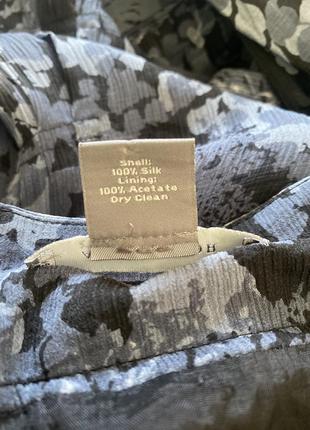 Shell:
100% Silk
Lining:
100% Acetate
Dry Clean
H